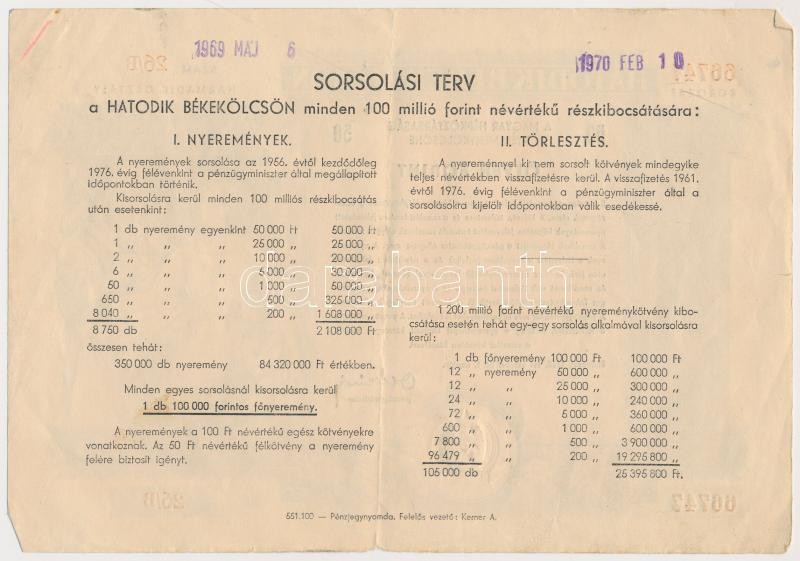 1969 MÁJ 6
1970 FEB 10
SORSOLÁSI TERV
a HATODIK BÉKEKÖLCSÖN minden 100 millió forint névértékű részkibocsátására:
I. NYEREMÉNYEK.
A nyeremények sorsolása az 1956. évtől kezdődőleg
1976. évig félévenkint a pénzügyminiszter által megállapított
időpontokban történik.
Kisorsolásra kerül minden 100 milliós részkibocsátás
után esetenkint:
1 db nyeremény egyenkint 50 000 Ft 50 000 Ft
1 „ „ „ 25 000 „ 25 000 „
2 „ „ „ 10 000 „ 20 000 „
6 „ „ „ 5 000 „ 30 000 „
50 „ „ „ 1 000 „ 50 000 „
650 „ „ „ 500 „ 325 000 „
8 040 „ „ „ 200 „ 1 608 000 „
8 750 db 2 108 000 Ft
összesen tehát:
350 000 db nyeremény 84 320 000 Ft értékben.
Minden egyes sorsolásnál kisorsolásra kerül
1 db 100 000 forintos főnyeremény.
A nyeremények a 100 Ft névértékű egész kötvényekre
vonatkoznak. Az 50 Ft névértékű félkötvény a nyeremény
felére biztosit igényt.
II. TÖRLESZTÉS.
A nyereménnyel ki nem sorsolt kötvények mindegyike
teljes névértékben visszafizetésre kerül. A visszafizetés 1961.
évtől 1976. évig félévenkint a pénzügyminiszter által a
sorsolásokra kijelölt időpontokban válik esedékessé.
1 200 millió forint névértékű nyereménykötvény kibo-
csátása esetén tehát egy-egy sorsolás alkalmával kisorsolásra
kerül:
1 db főnyeremény 100 000 Ft 100 000 Ft
12 „ nyeremény 50 000 „ 600 000 „
12 „ „ 25 000 „ 300 000 „
24 „ „ 10 000 „ 240 000 „
72 „ „ 5 000 „ 360 000 „
600 „ „ 1 000 „ 600 000 „
7 800 „ „ 500 „ 3 900 000 „
96 479 „ „ 200 „ 19 295 800 „
105 000 db 25 395 800 Ft.
551.100 — Pénzjegynyomda. Felelős vezető: Kerner A.
darabanth